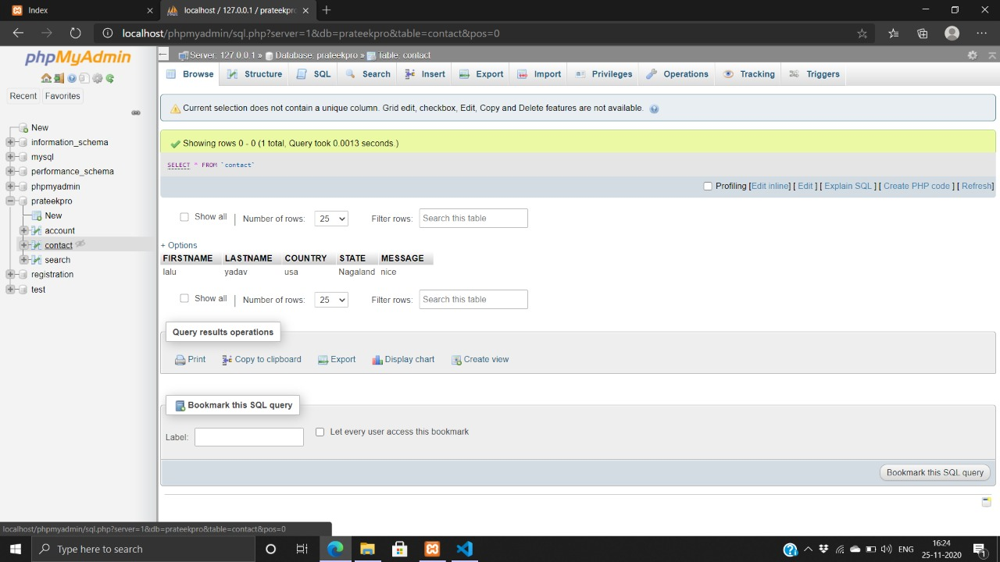 Index
localhost / 127.0.0.1 / prateekpro
localhost/phpmyadmin/sql.php?server=1&db=prateekpro&table=contact&pos=0
phpMyAdmin
Recent Favorites
New
information_schema
mysql
performance_schema
phpmyadmin
prateekpro
New
account
contact
search
registration
test
Server: 127.0.0.1 » Database: prateekpro » Table: contact
Browse Structure SQL Search Insert Export Import Privileges Operations Tracking Triggers
Current selection does not contain a unique column. Grid edit, checkbox, Edit, Copy and Delete features are not available.
Showing rows 0 - 0 (1 total, Query took 0.0013 seconds.)
SELECT * FROM `contact`
Profiling [Edit inline] [ Edit ] [ Explain SQL ] [ Create PHP code ] [ Refresh]
Show all | Number of rows: 25 Filter rows: Search this table
+ Options
FIRSTNAME LASTNAME COUNTRY STATE MESSAGE
lalu yadav usa Nagaland nice
Show all | Number of rows: 25 Filter rows: Search this table
Query results operations
Print Copy to clipboard Export Display chart Create view
Bookmark this SQL query
Label: Let every user access this bookmark
Bookmark this SQL query
localhost/phpmyadmin/sql.php?server=1&db=prateekpro&table=contact&pos=0
Type here to search
ENG
16:24
25-11-2020
1